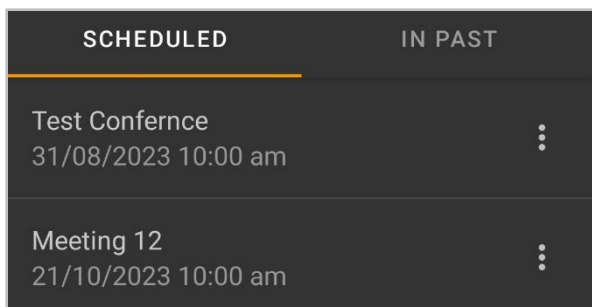 SCHEDULED IN PAST
Test Confernce
31/08/2023 10:00 am
Meeting 12
21/10/2023 10:00 am